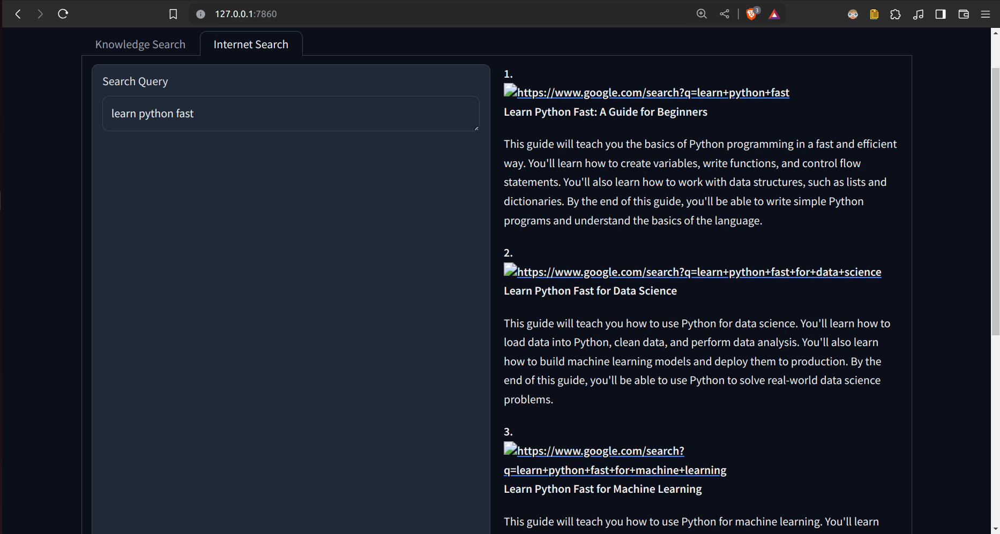 127.0.0.1:7860
3
Knowledge Search
Internet Search
Search Query
learn python fast
1.
https://www.google.com/search?q=learn+python+fast
Learn Python Fast: A Guide for Beginners
This guide will teach you the basics of Python programming in a fast and efficient
way. You'll learn how to create variables, write functions, and control flow
statements. You'll also learn how to work with data structures, such as lists and
dictionaries. By the end of this guide, you'll be able to write simple Python
programs and understand the basics of the language.
2.
https://www.google.com/search?q=learn+python+fast+for+data+science
Learn Python Fast for Data Science
This guide will teach you how to use Python for data science. You'll learn how to
load data into Python, clean data, and perform data analysis. You'll also learn
how to build machine learning models and deploy them to production. By the
end of this guide, you'll be able to use Python to solve real-world data science
problems.
3.
https://www.google.com/search?
q=learn+python+fast+for+machine+learning
Learn Python Fast for Machine Learning
This guide will teach you how to use Python for machine learning. You'll learn